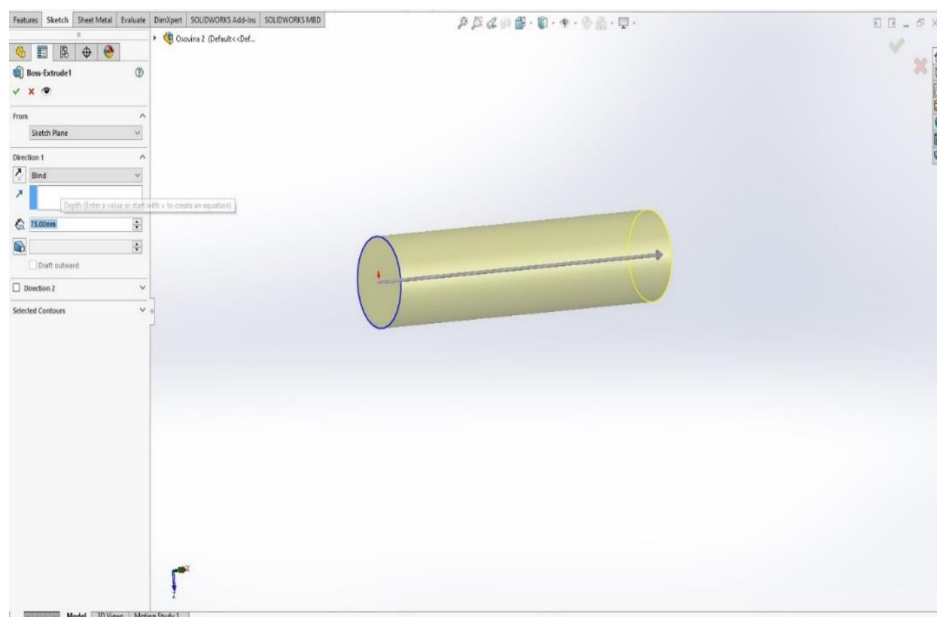 Features Sketch Sheet Metal Evaluate DimXpert SOLIDWORKS Add-Ins SOLIDWORKS MBD
Osovina 2 (Default<<Def...
Boss-Extrude1
From
Sketch Plane
Direction 1
Blind
Depth (Enter a value or start with = to create an equation)
75.00mm
Draft outward
Direction 2
Selected Contours
Model 3D Views Motion Study 1